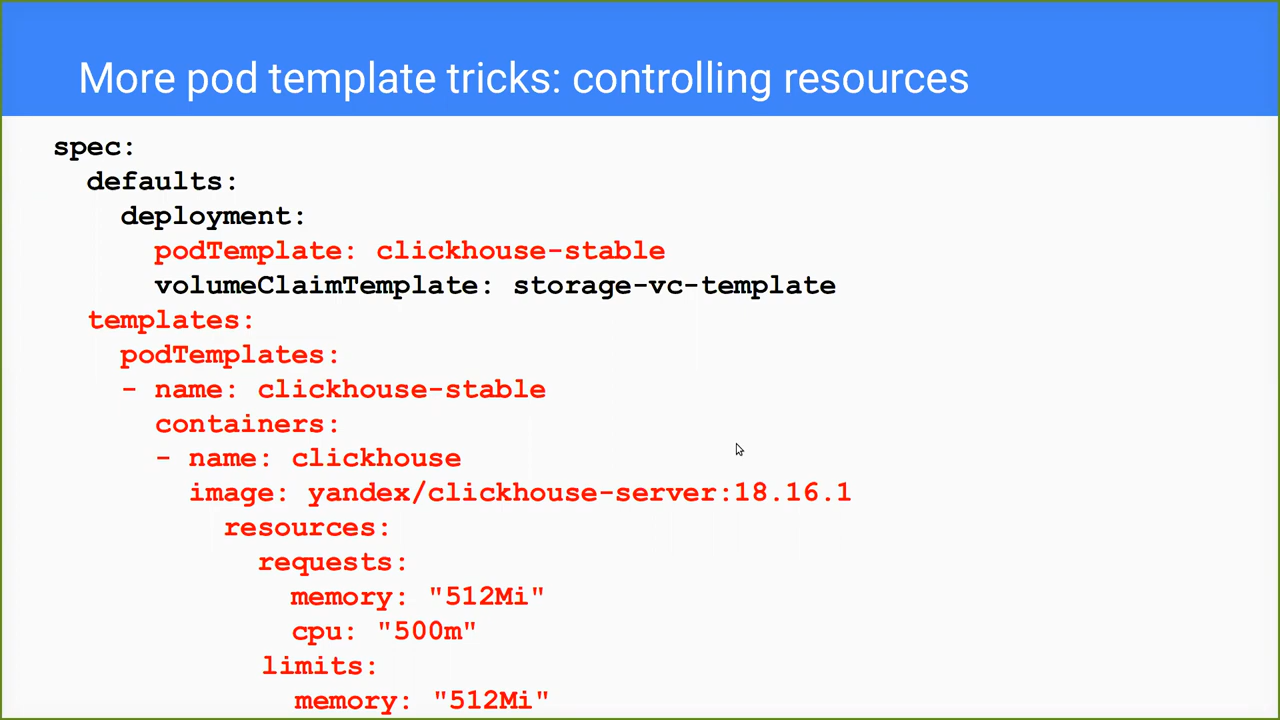 More pod template tricks: controlling resources
spec:
  defaults:
    deployment:
      podTemplate: clickhouse-stable
      volumeClaimTemplate: storage-vc-template
  templates:
    podTemplates:
    - name: clickhouse-stable
      containers:
      - name: clickhouse
        image: yandex/clickhouse-server:18.16.1
          resources:
            requests:
              memory: "512Mi"
              cpu: "500m"
            limits:
              memory: "512Mi"